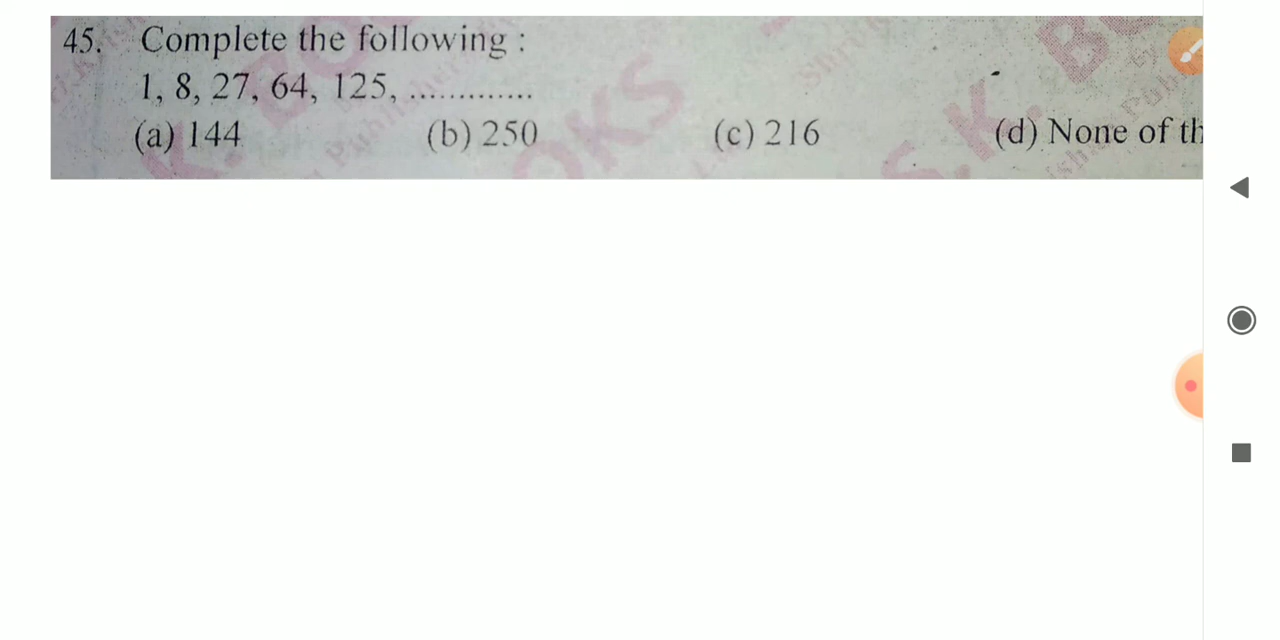 45. Complete the following :
1, 8, 27, 64, 125, .............
(a) 144 (b) 250 (c) 216 (d) None of th